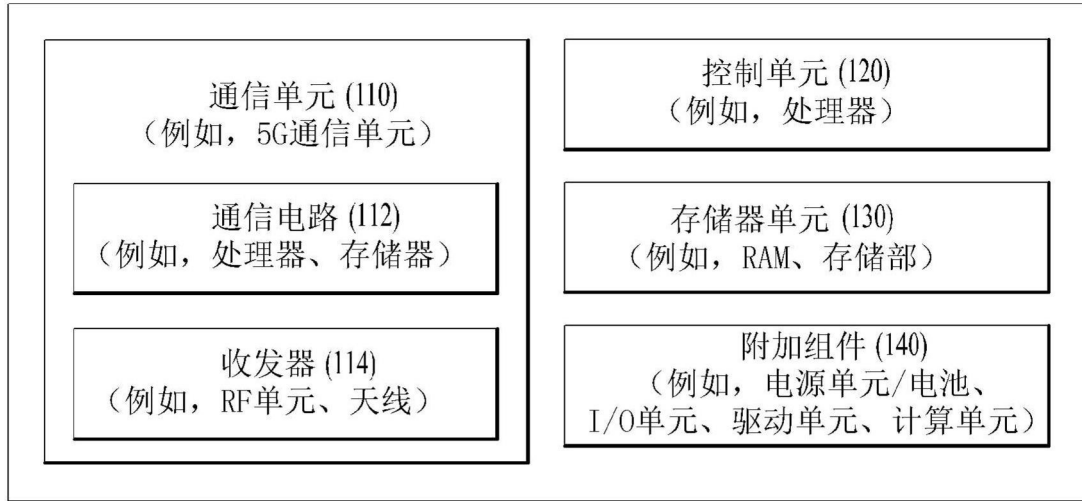 通信单元 (110)
（例如，5G通信单元）
通信电路 (112)
（例如，处理器、存储器）
收发器 (114)
（例如，RF单元、天线）
控制单元 (120)
（例如，处理器）
存储器单元 (130)
（例如，RAM、存储部）
附加组件 (140)
（例如，电源单元/电池、
I/O单元、驱动单元、计算单元）